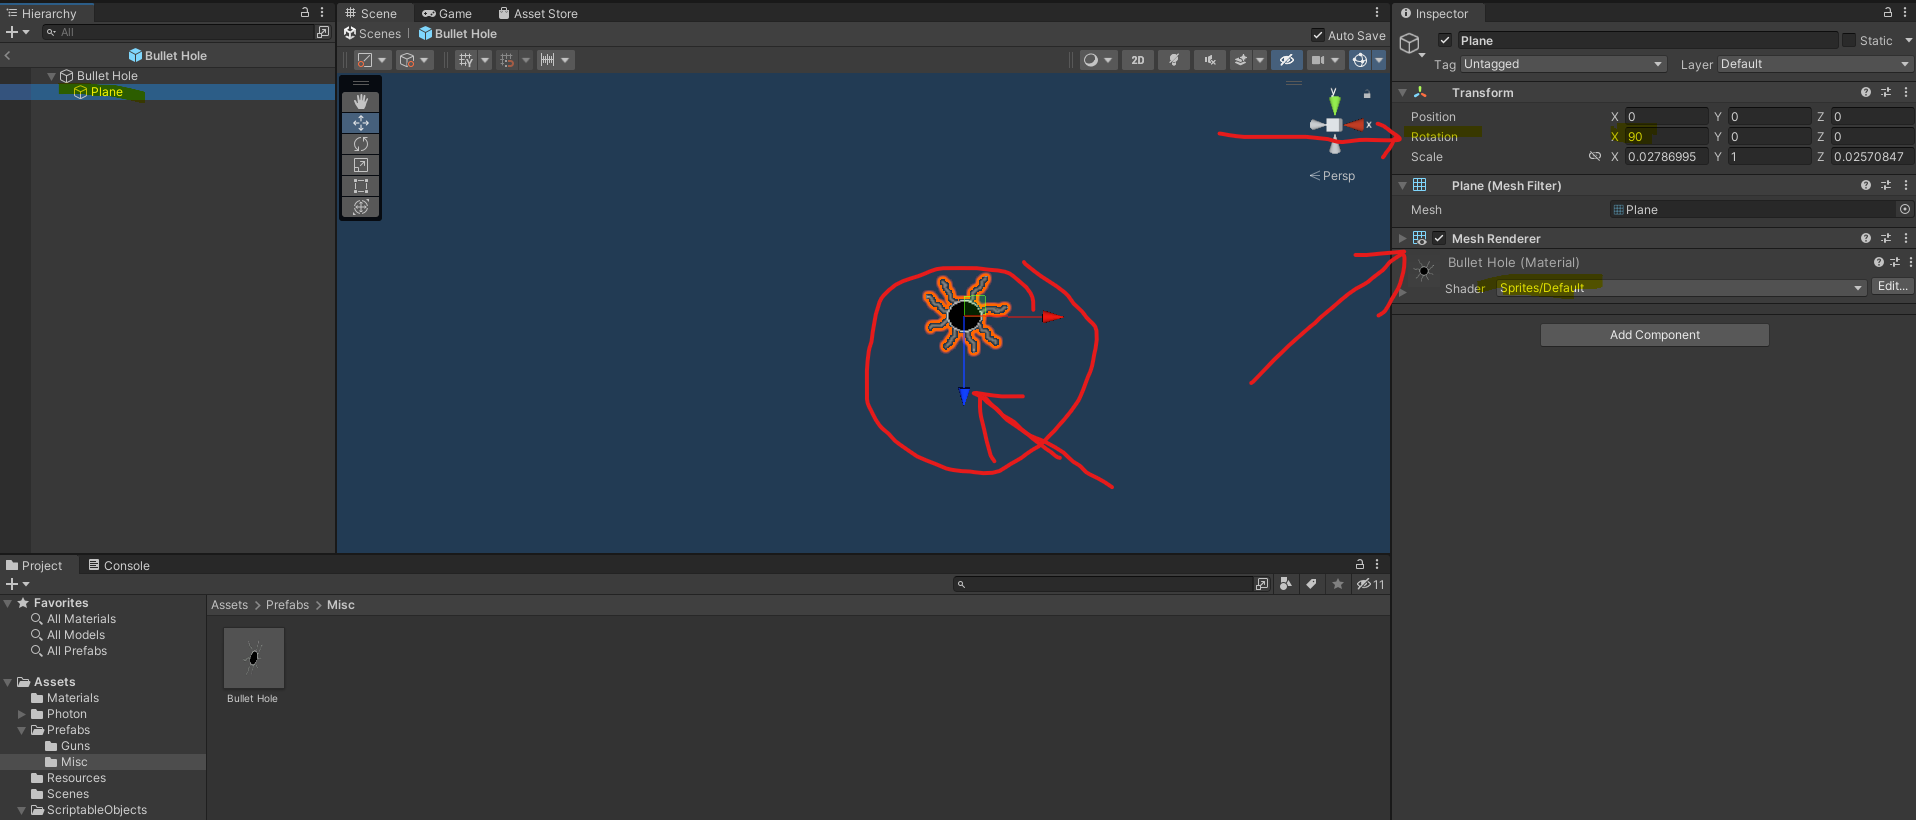 Hierarchy
All
Bullet Hole
Bullet Hole
Plane
Scene Game Asset Store
Scenes | Bullet Hole
Auto Save
2D
y
x
Persp
Inspector
Plane Static
Tag Untagged Layer Default
Transform
Position X 0 Y 0 Z 0
Rotation X 90 Y 0 Z 0
Scale X 0.02786995 Y 1 Z 0.02570847
Plane (Mesh Filter)
Mesh Plane
Mesh Renderer
Bullet Hole (Material)
Shader Sprites/Default Edit...
Add Component
Project Console
11
Favorites
All Materials
All Models
All Prefabs
Assets
Materials
Photon
Prefabs
Guns
Misc
Resources
Scenes
ScriptableObjects
Assets > Prefabs > Misc
Bullet Hole